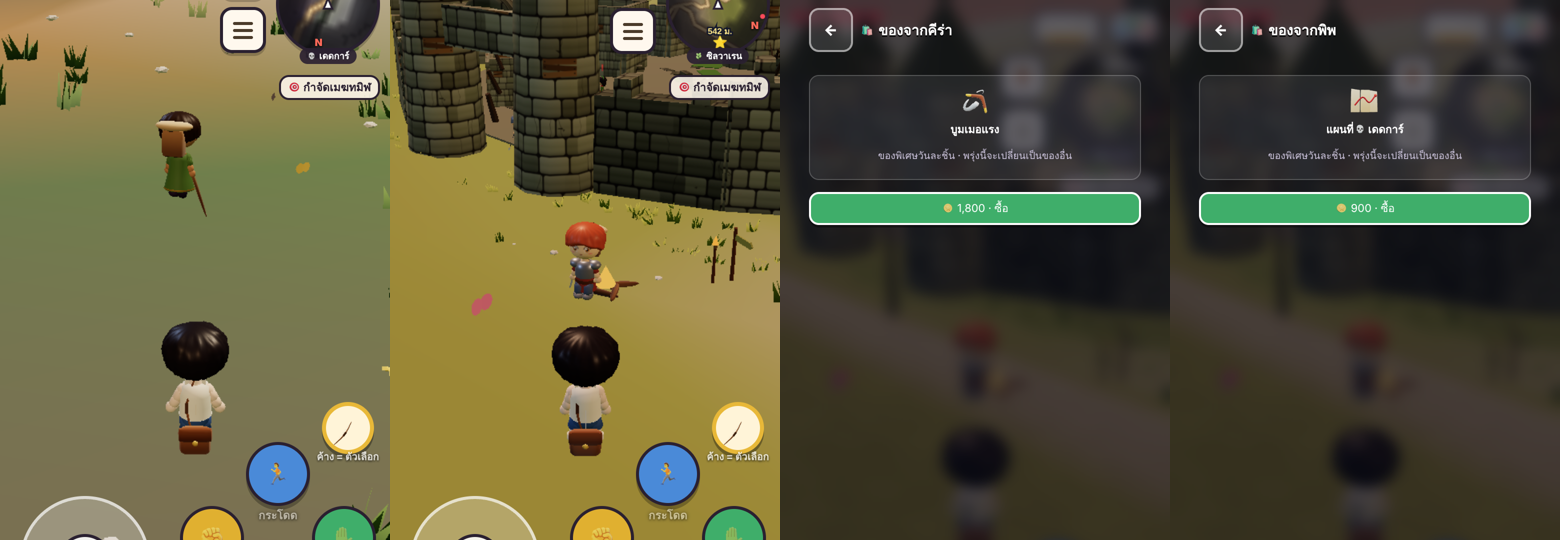 N
💀 เดดการ์
🎯 กำจัดเมฆทมิฬ
ค้าง = ตัวเลือก
กระโดด
542 ม.
N
🌿 ซิลวาเรน
🎯 กำจัดเมฆทมิฬ
ค้าง = ตัวเลือก
กระโดด
🛍️ ของจากคีร่า
บูมเมอแรง
ของพิเศษวันละชิ้น · พรุ่งนี้จะเปลี่ยนเป็นของอื่น
1,800 · ซื้อ
🛍️ ของจากพิพ
แผนที่ 💀 เดดการ์
ของพิเศษวันละชิ้น · พรุ่งนี้จะเปลี่ยนเป็นของอื่น
900 · ซื้อ